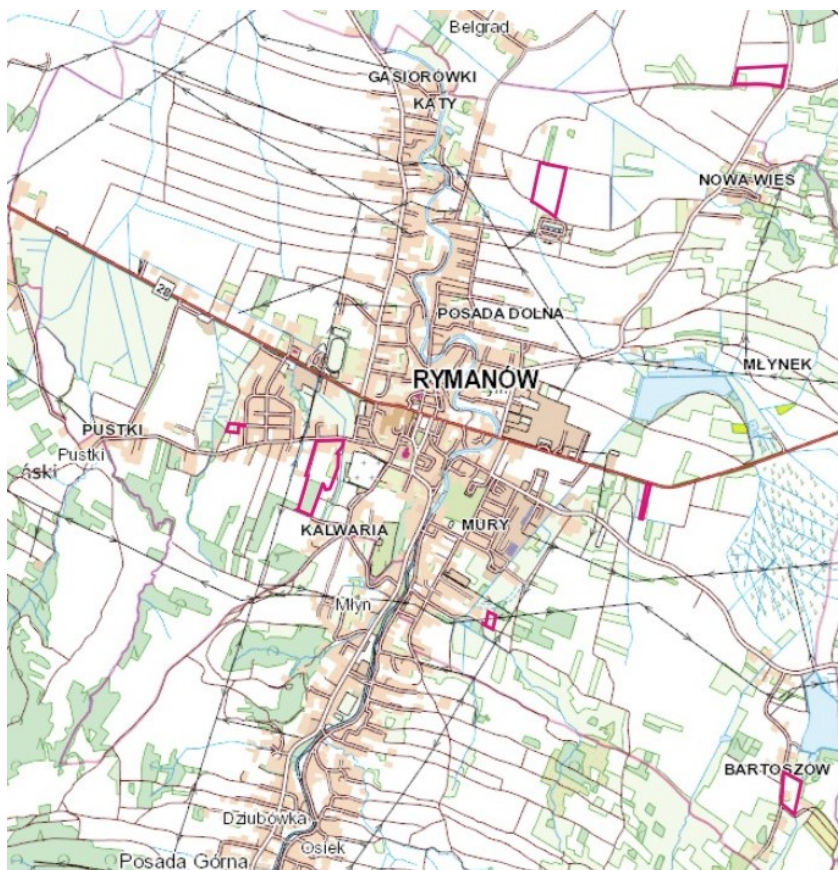 Belgrad
GĄSIORÓWKI
KĄTY
NOWA WIEŚ
28
POSADA DOLNA
MŁYNEK
RYMANÓW
PUSTKI
Pustki
ński
KALWARIA
MURY
Młyn
BARTOSZÓW
Dziubówka
Osiek
Posada Górna